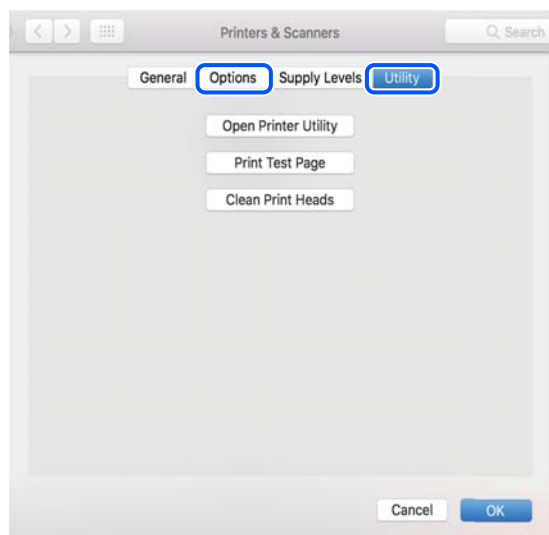 Printers & Scanners Search
General Options Supply Levels Utility
Open Printer Utility
Print Test Page
Clean Print Heads
Cancel OK